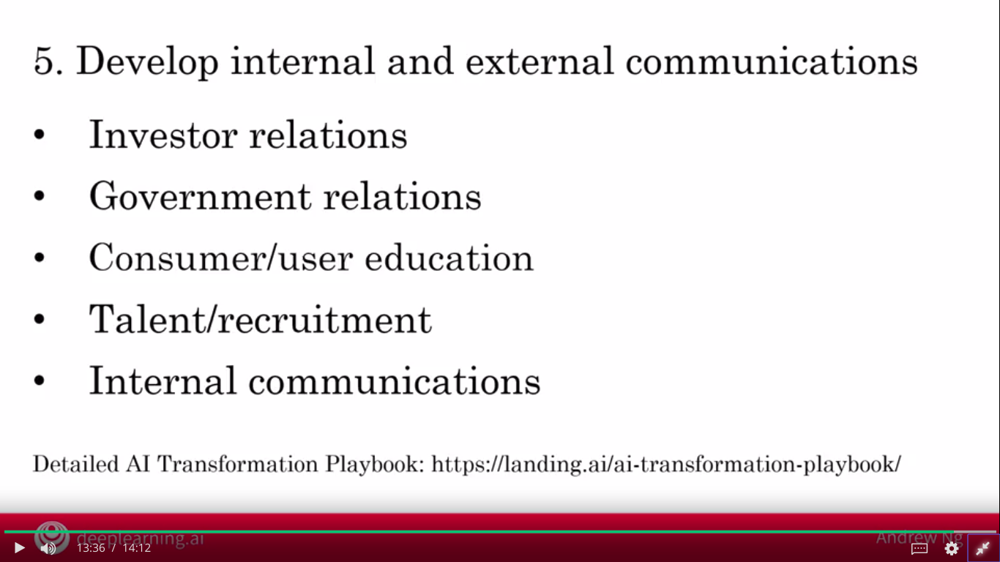 5. Develop internal and external communications
• Investor relations
• Government relations
• Consumer/user education
• Talent/recruitment
• Internal communications
Detailed AI Transformation Playbook: https://landing.ai/ai-transformation-playbook/
deeplearning.ai
Andrew Ng
13:36 / 14:12